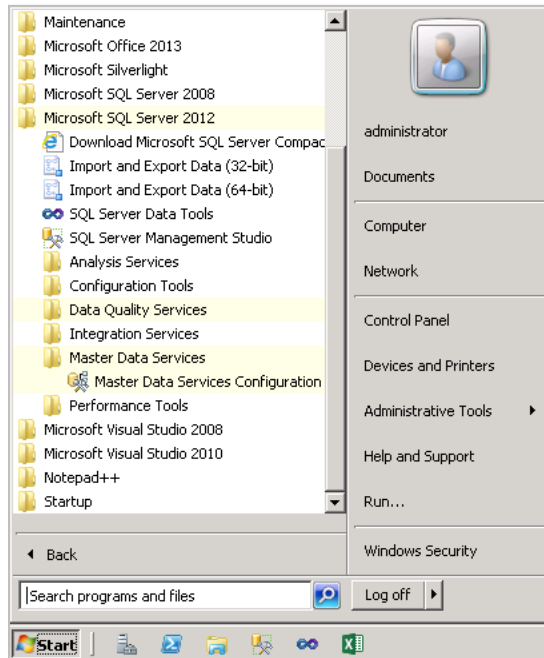 Maintenance
Microsoft Office 2013
Microsoft Silverlight
Microsoft SQL Server 2008
Microsoft SQL Server 2012
Download Microsoft SQL Server Compac
Import and Export Data (32-bit)
Import and Export Data (64-bit)
SQL Server Data Tools
SQL Server Management Studio
Analysis Services
Configuration Tools
Data Quality Services
Integration Services
Master Data Services
Master Data Services Configuration
Performance Tools
Microsoft Visual Studio 2008
Microsoft Visual Studio 2010
Notepad++
Startup
Back
Search programs and files
administrator
Documents
Computer
Network
Control Panel
Devices and Printers
Administrative Tools
Help and Support
Run...
Windows Security
Log off
Start